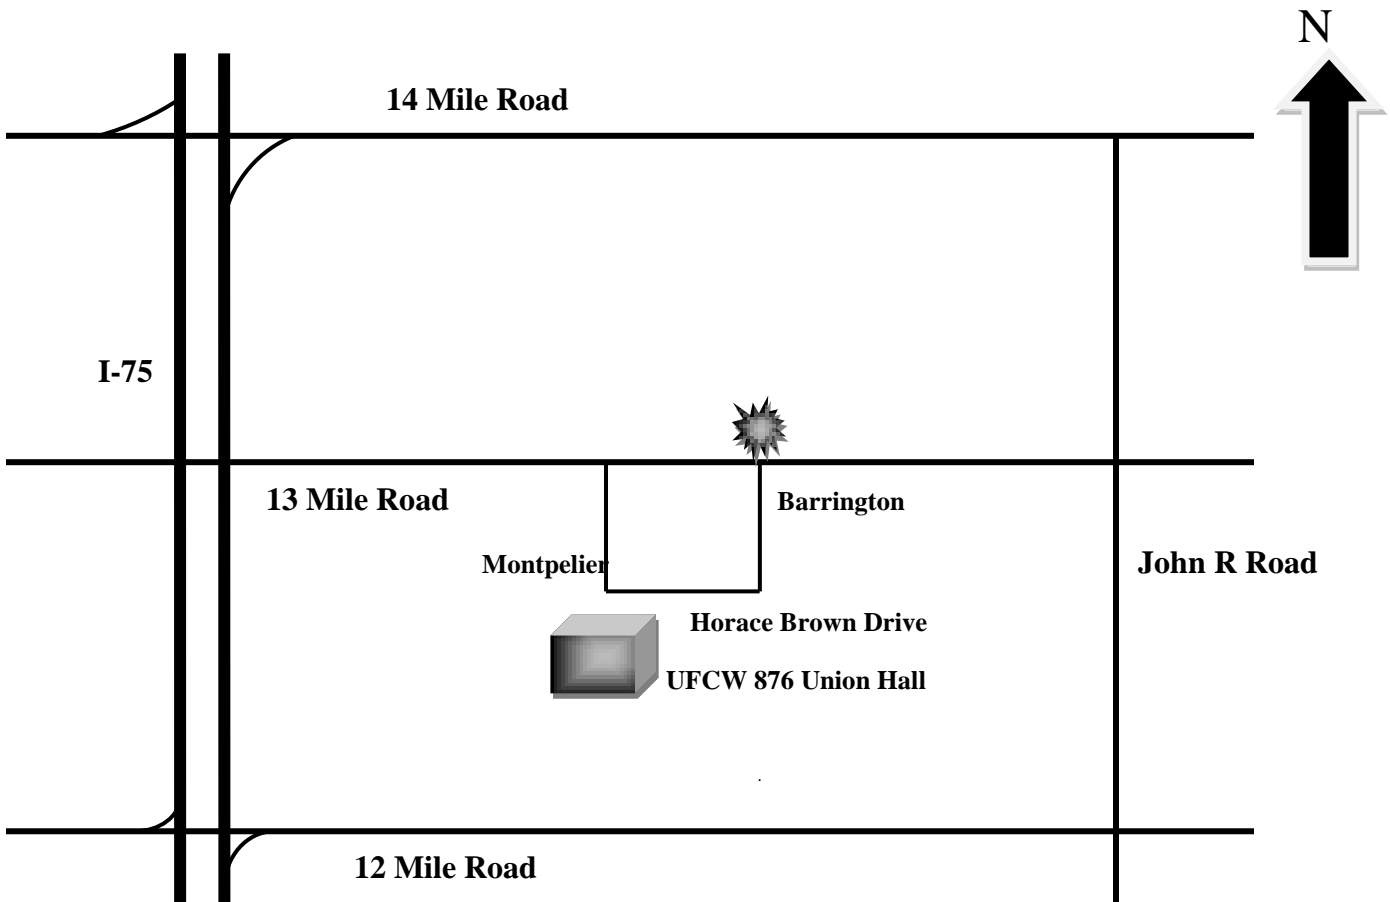 N
14 Mile Road
I-75
13 Mile Road
Barrington
Montpelier
John R Road
Horace Brown Drive
UFCW 876 Union Hall
12 Mile Road